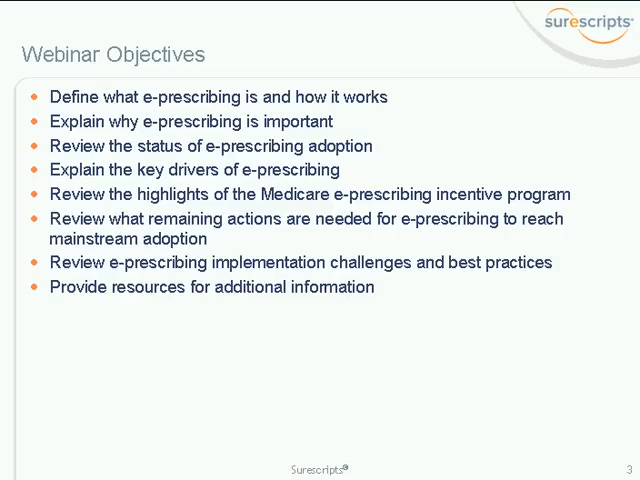 surescripts®
Webinar Objectives
• Define what e-prescribing is and how it works
• Explain why e-prescribing is important
• Review the status of e-prescribing adoption
• Explain the key drivers of e-prescribing
• Review the highlights of the Medicare e-prescribing incentive program
• Review what remaining actions are needed for e-prescribing to reach
mainstream adoption
• Review e-prescribing implementation challenges and best practices
• Provide resources for additional information
Surescripts®
3